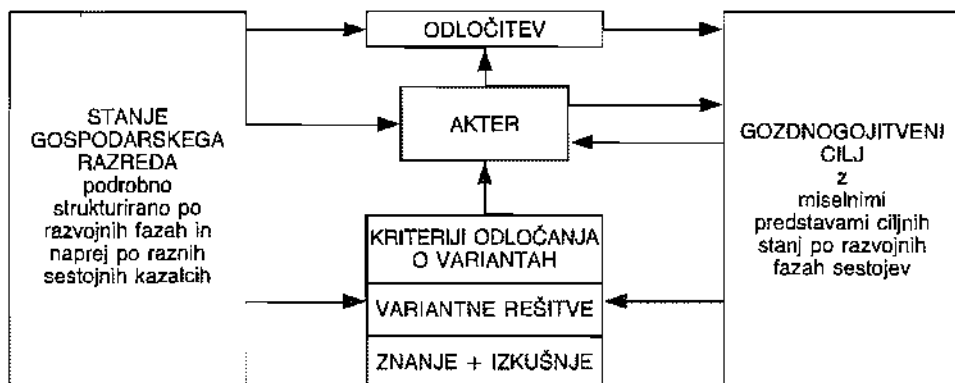 STANJE
GOSPODARSKEGA
RAZREDA
podrobno
strukturirano po
razvojnih fazah in
naprej po raznih
sestojnih kazalcih
ODLOČITEV
AKTER
KRITERIJI ODLOČANJA
O VARIANTAH
VARIANTNE REŠITVE
ZNANJE + IZKUŠNJE
GOZDNOGOJITVENI
CILJ
z
miselnimi
predstavami ciljnih
stanj po razvojnih
fazah sestojev